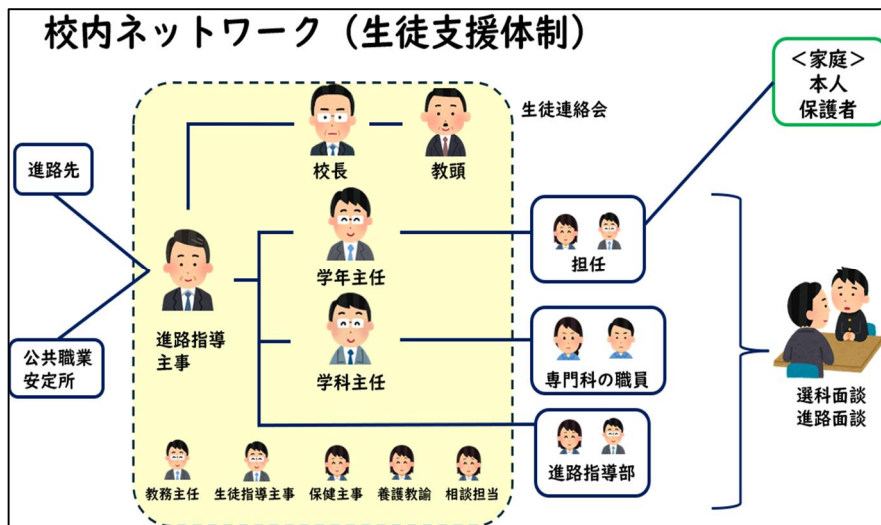 校内ネットワーク（生徒支援体制）
＜家庭＞
本人
保護者
生徒連絡会
校長
教頭
進路先
担任
学年主任
進路指導
主事
公共職業
安定所
学科主任
専門科の職員
選科面談
進路面談
進路指導部
教務主任
生徒指導主事
保健主事
養護教諭
相談担当